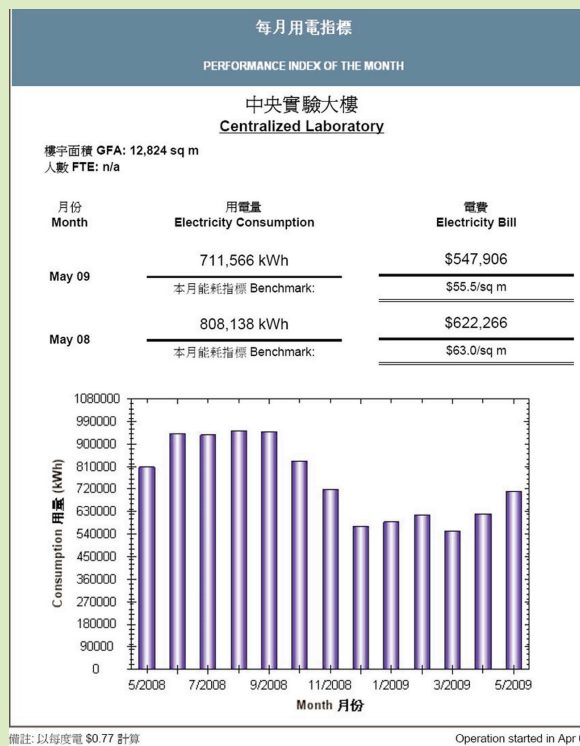 每月用電指標
PERFORMANCE INDEX OF THE MONTH
中央實驗大樓
Centralized Laboratory
樓宇面積 GFA: 12,824 sq m
人數 FTE: n/a
月份 用電量 電費
Month Electricity Consumption Electricity Bill
May 09 711,566 kWh $547,906
本月能耗指標 Benchmark: $55.5/sq m
May 08 808,138 kWh $622,266
本月能耗指標 Benchmark: $63.0/sq m
1080000
990000
900000
810000
720000
630000
540000
450000
360000
270000
180000
90000
0
Consumption 用量 (kWh)
5/2008 7/2008 9/2008 11/2008 1/2009 3/2009 5/2009
Month 月份
備註: 以每度電 $0.77 計算 Operation started in Apr